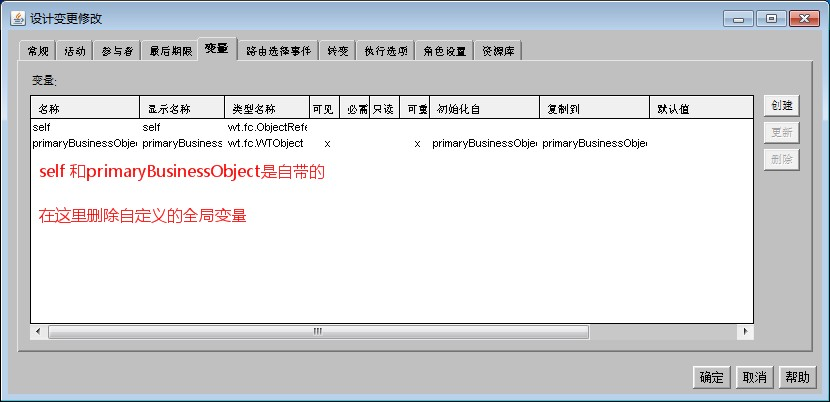 设计变更修改
常规 活动 参与者 最后期限 变量 路由选择事件 转变 执行选项 角色设置 资源库
变量:
名称 显示名称 类型名称 可见 必需 只读 可重 初始化自 复制到 默认值
self self wt.fc.ObjectRefe
primaryBusinessObje primaryBusiness wt.fc.WTObject x x primaryBusinessObje primaryBusinessObje
self 和primaryBusinessObject是自带的
在这里删除自定义的全局变量
创建
更新
删除
确定 取消 帮助